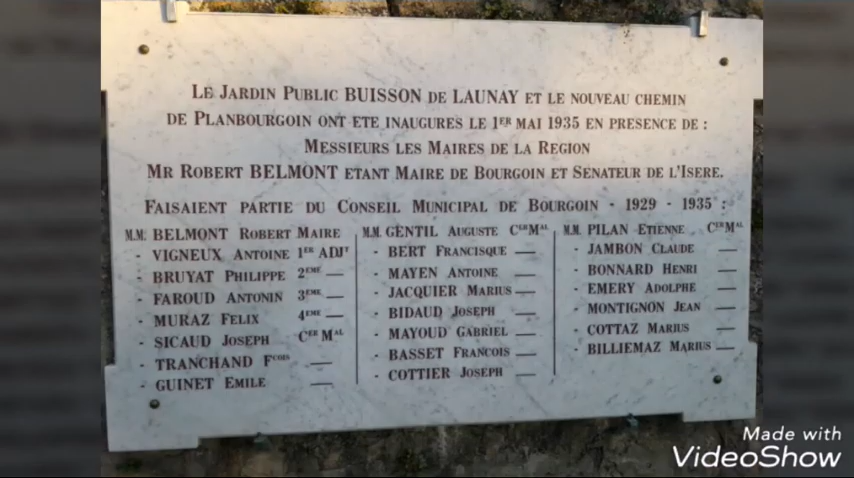 LE JARDIN PUBLIC BUISSON DE LAUNAY ET LE NOUVEAU CHEMIN
DE PLANBOURGOIN ONT ETE INAUGURES LE 1ER MAI 1935 EN PRESENCE DE :
MESSIEURS LES MAIRES DE LA REGION
MR ROBERT BELMONT ETANT MAIRE DE BOURGOIN ET SENATEUR DE L'ISERE.
FAISAIENT PARTIE DU CONSEIL MUNICIPAL DE BOURGOIN - 1929 - 1935 :
M.M. BELMONT ROBERT MAIRE
- VIGNEUX ANTOINE 1ER ADJT
- BRUYAT PHILIPPE 2EME —
- FAROUD ANTONIN 3EME —
- MURAZ FELIX 4EME —
- SICAUD JOSEPH CER MAL
- TRANCHAND FCOIS —
- GUINET EMILE —
M.M. GENTIL AUGUSTE CERMAL
- BERT FRANCISQUE —
- MAYEN ANTOINE —
- JACQUIER MARIUS —
- BIDAUD JOSEPH —
- MAYOUD GABRIEL —
- BASSET FRANCOIS —
- COTTIER JOSEPH —
M.M. PILAN ETIENNE CERMAL
- JAMBON CLAUDE —
- BONNARD HENRI —
- EMERY ADOLPHE —
- MONTIGNON JEAN —
- COTTAZ MARIUS —
- BILLIEMAZ MARIUS —
Made with
VideoShow